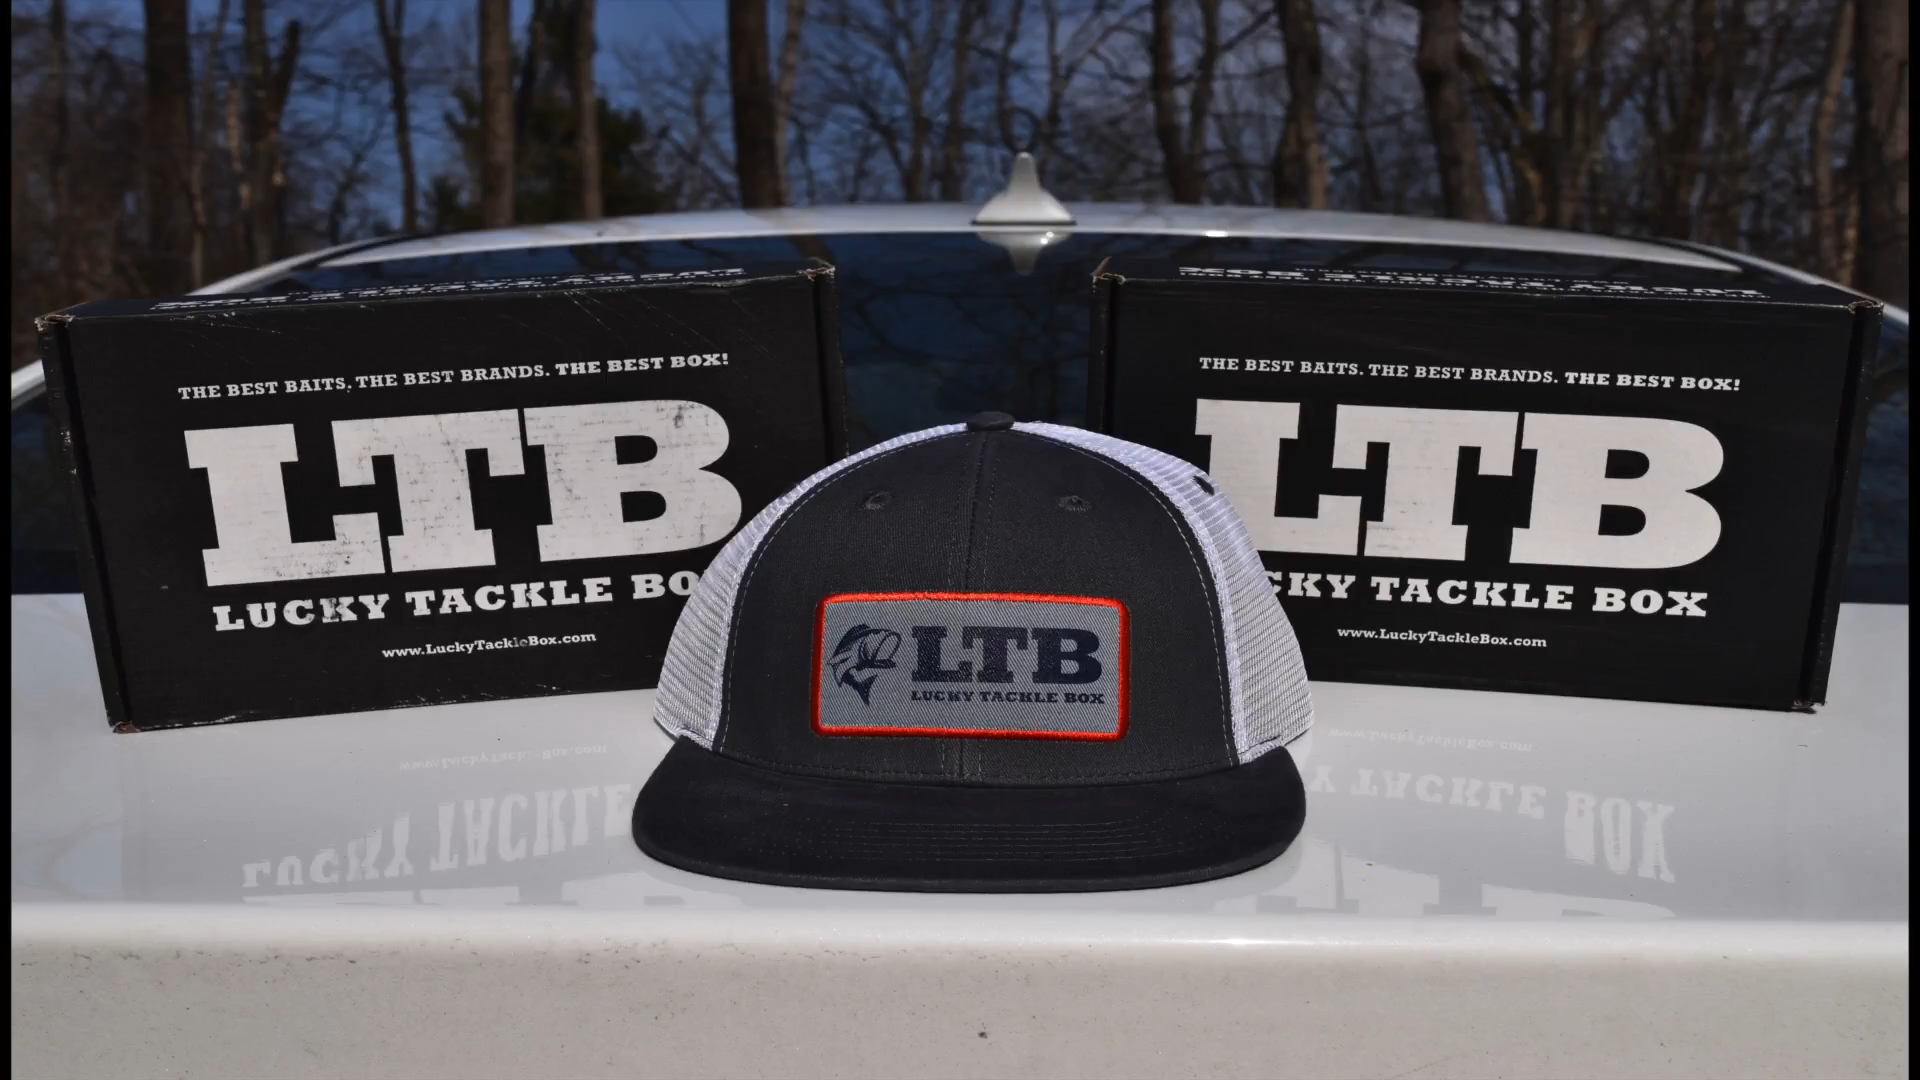 THE BEST BAITS. THE BEST BRANDS. THE BEST BOX!
LTB
LUCKY TACKLE BO
www.LuckyTackleBox.com
THE BEST BAITS. THE BEST BRANDS. THE BEST BOX!
LTB
CKY TACKLE BOX
www.LuckyTackleBox.com
LTB
LUCKY TACKLE BOX